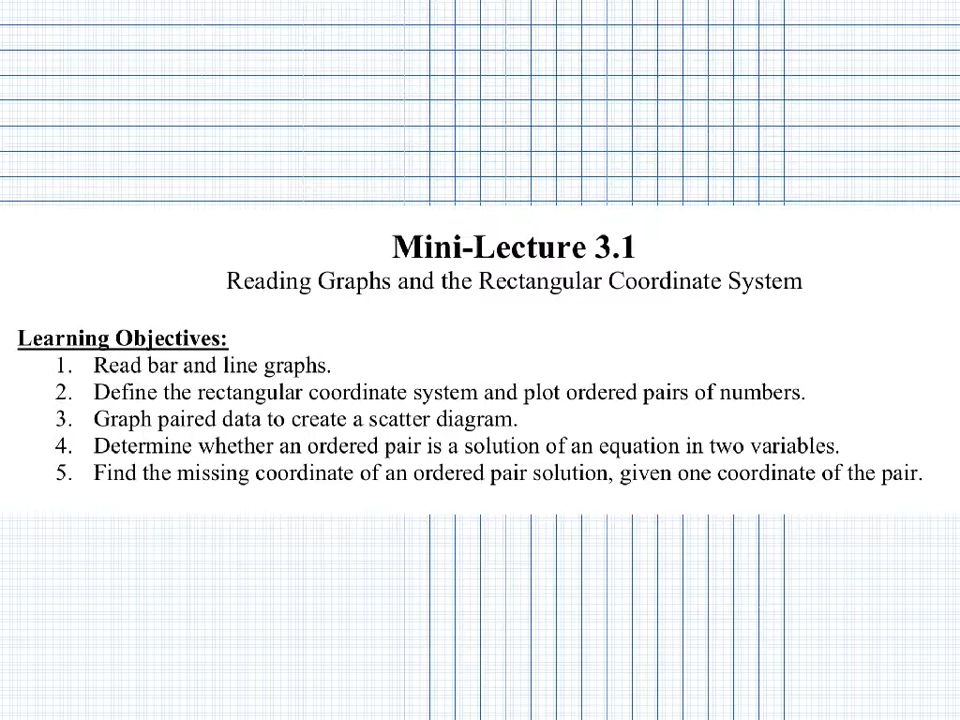 Mini-Lecture 3.1
Reading Graphs and the Rectangular Coordinate System
Learning Objectives:
1. Read bar and line graphs.
2. Define the rectangular coordinate system and plot ordered pairs of numbers.
3. Graph paired data to create a scatter diagram.
4. Determine whether an ordered pair is a solution of an equation in two variables.
5. Find the missing coordinate of an ordered pair solution, given one coordinate of the pair.